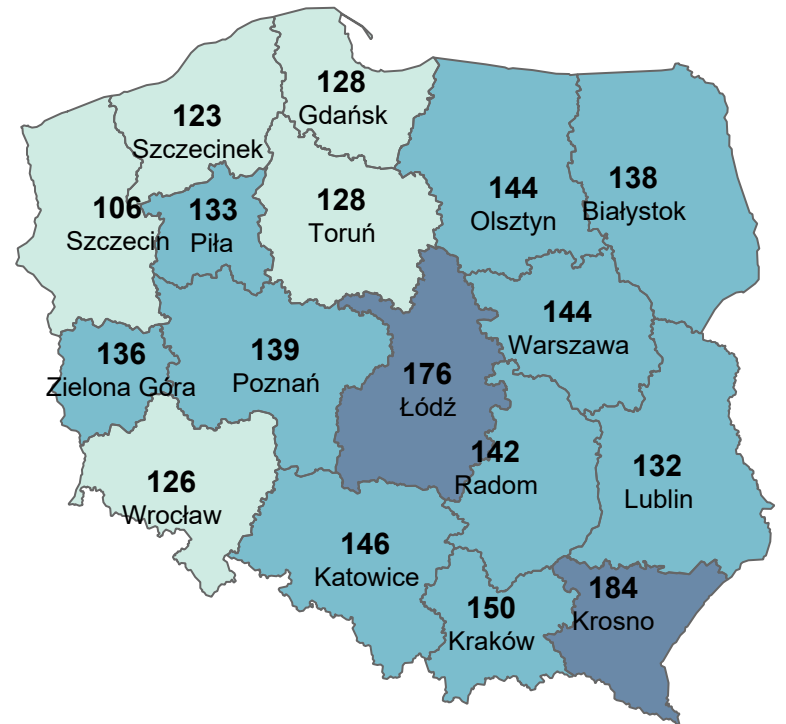 128
Gdańsk
123
Szczecinek
106
Szczecin
133
Piła
128
Toruń
144
Olsztyn
138
Białystok
136
Zielona Góra
139
Poznań
176
Łódź
144
Warszawa
126
Wrocław
146
Katowice
142
Radom
132
Lublin
150
Kraków
184
Krosno